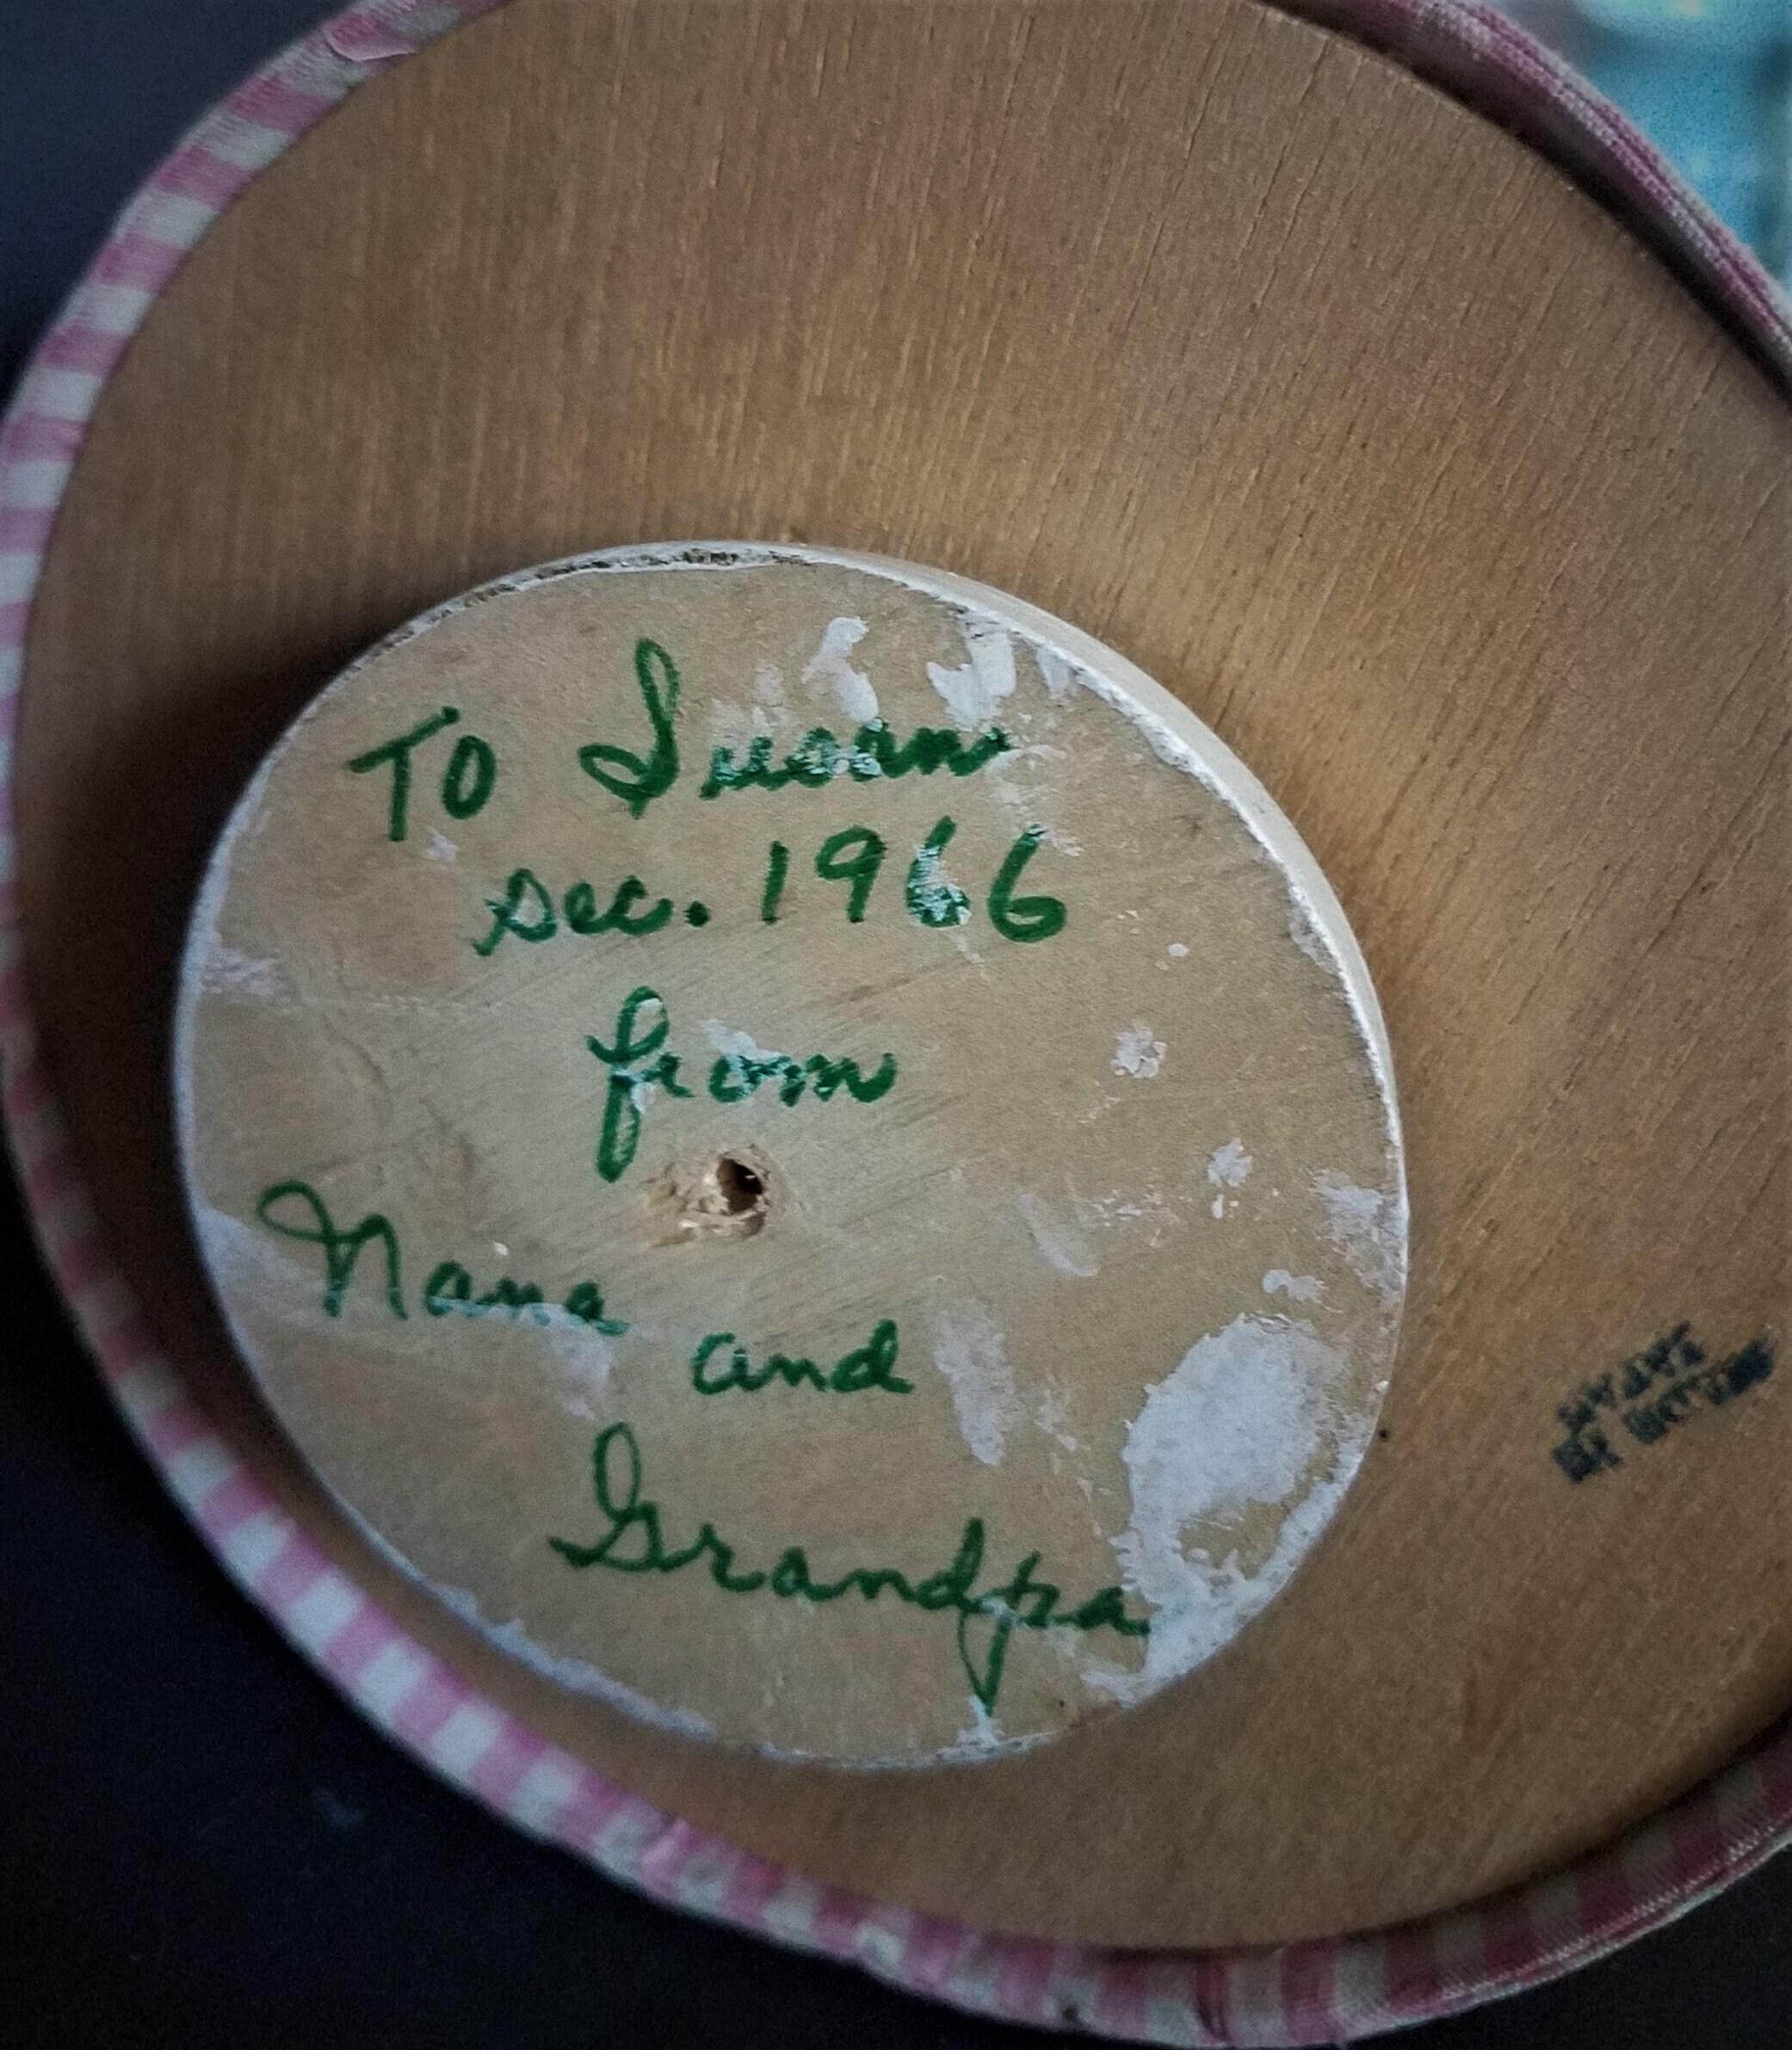 To Susan
Dec. 1966
from
Nana and
Grandpa